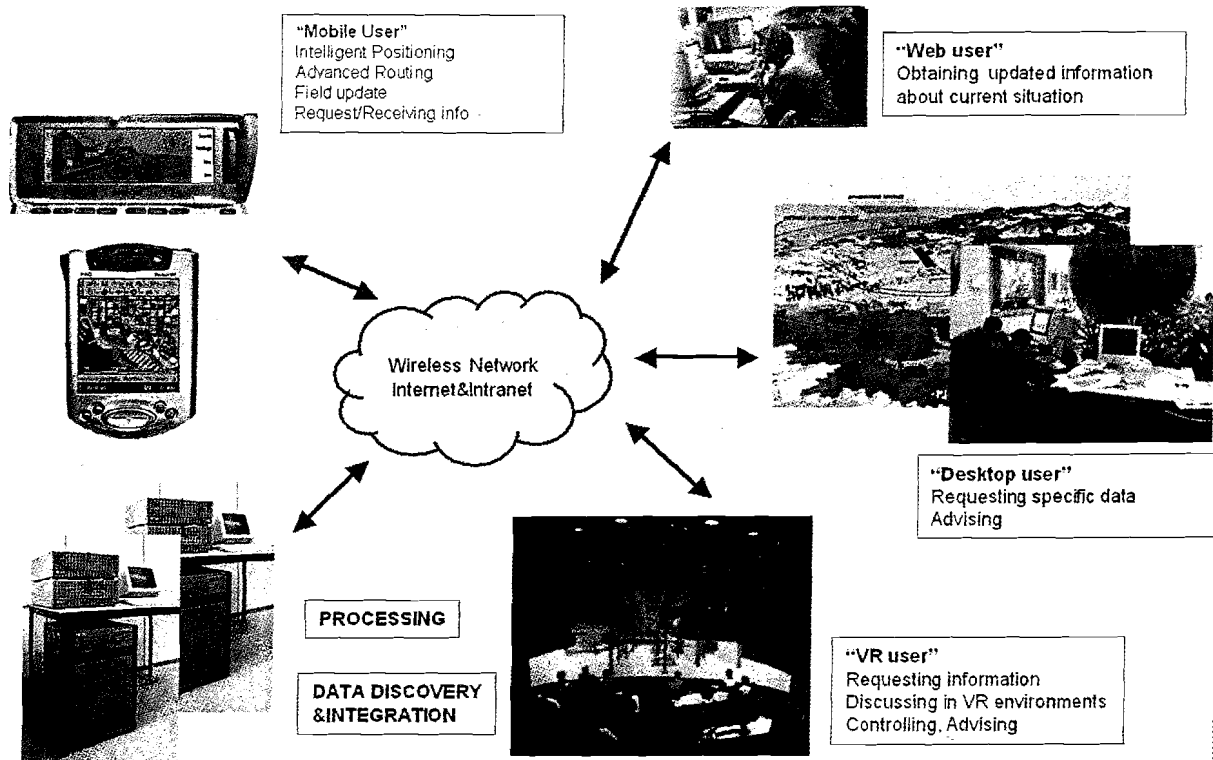 “Mobile User”
Intelligent Positioning
Advanced Routing
Field update
Request/Receiving info
“Web user”
Obtaining updated information
about current situation
Wireless Network
Internet&Intranet
“Desktop user”
Requesting specific data
Advising
PROCESSING
DATA DISCOVERY
&INTEGRATION
“VR user”
Requesting information
Discussing in VR environments
Controlling, Advising